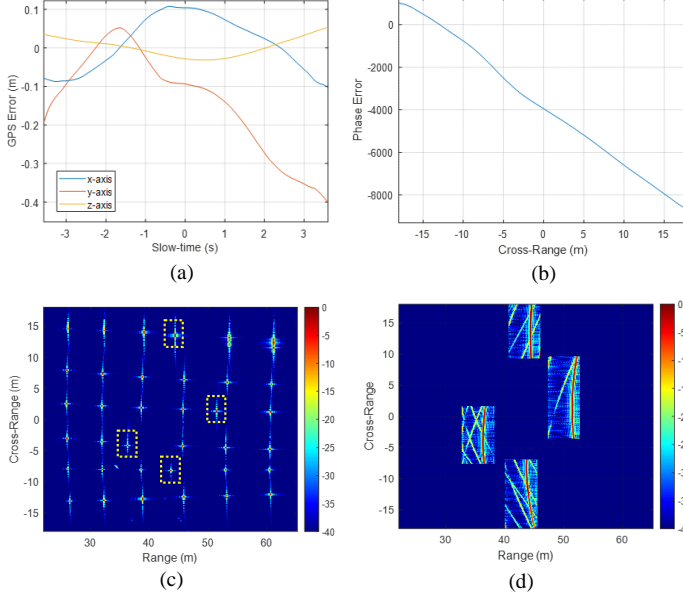 0.1
0
-0.1
-0.2
-0.3
-0.4
GPS Error (m)
x-axis
y-axis
z-axis
-3 -2 -1 0 1 2 3
Slow-time (s)
(a)
0
-2000
-4000
-6000
-8000
Phase Error
-15 -10 -5 0 5 10 15
Cross-Range (m)
(b)
15
10
5
0
-5
-10
-15
Cross-Range (m)
30 40 50 60
Range (m)
0
-5
-10
-15
-20
-25
-30
-35
-40
(c)
15
10
5
0
-5
-10
-15
Cross-Range
30 40 50 60
Range (m)
0
(d)